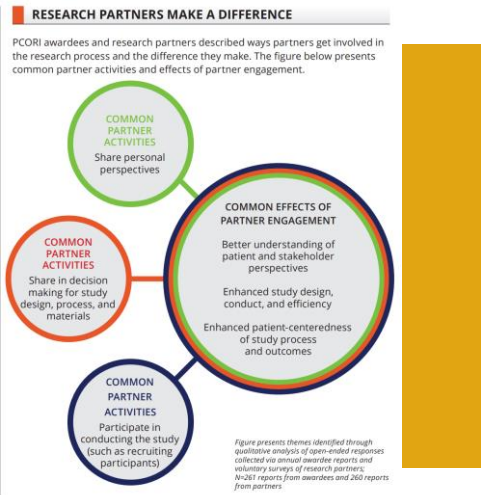 RESEARCH PARTNERS MAKE A DIFFERENCE
PCORI awardees and research partners described ways partners get involved in
the research process and the difference they make. The figure below presents
common partner activities and effects of partner engagement.
COMMON
PARTNER
ACTIVITIES
Share personal
perspectives
COMMON
PARTNER
ACTIVITIES
Share in decision
making for study
design, process, and
materials
COMMON
PARTNER
ACTIVITIES
Participate in
conducting the study
(such as recruiting
participants)
COMMON EFFECTS OF
PARTNER ENGAGEMENT
Better understanding of
patient and stakeholder
perspectives
Enhanced study design,
conduct, and efficiency
Enhanced patient-centeredness
of study process
and outcomes
Figure presents themes identified through
qualitative analysis of open-ended responses
collected via annual awardee reports and
voluntary surveys of research partners;
N=261 reports from awardees and 260 reports
from partners